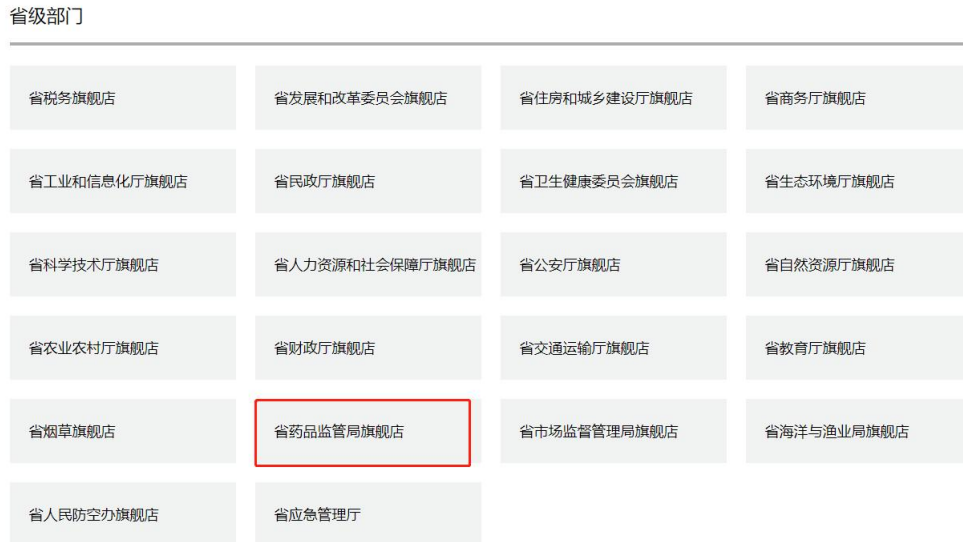 省级部门
省税务旗舰店
省发展和改革委员会旗舰店
省住房和城乡建设厅旗舰店
省商务厅旗舰店
省工业和信息化厅旗舰店
省民政厅旗舰店
省卫生健康委员会旗舰店
省生态环境厅旗舰店
省科学技术厅旗舰店
省人力资源和社会保障厅旗舰店
省公安厅旗舰店
省自然资源厅旗舰店
省农业农村厅旗舰店
省财政厅旗舰店
省交通运输厅旗舰店
省教育厅旗舰店
省烟草旗舰店
省药品监管局旗舰店
省市场监督管理局旗舰店
省海洋与渔业局旗舰店
省人民防空办旗舰店
省应急管理厅